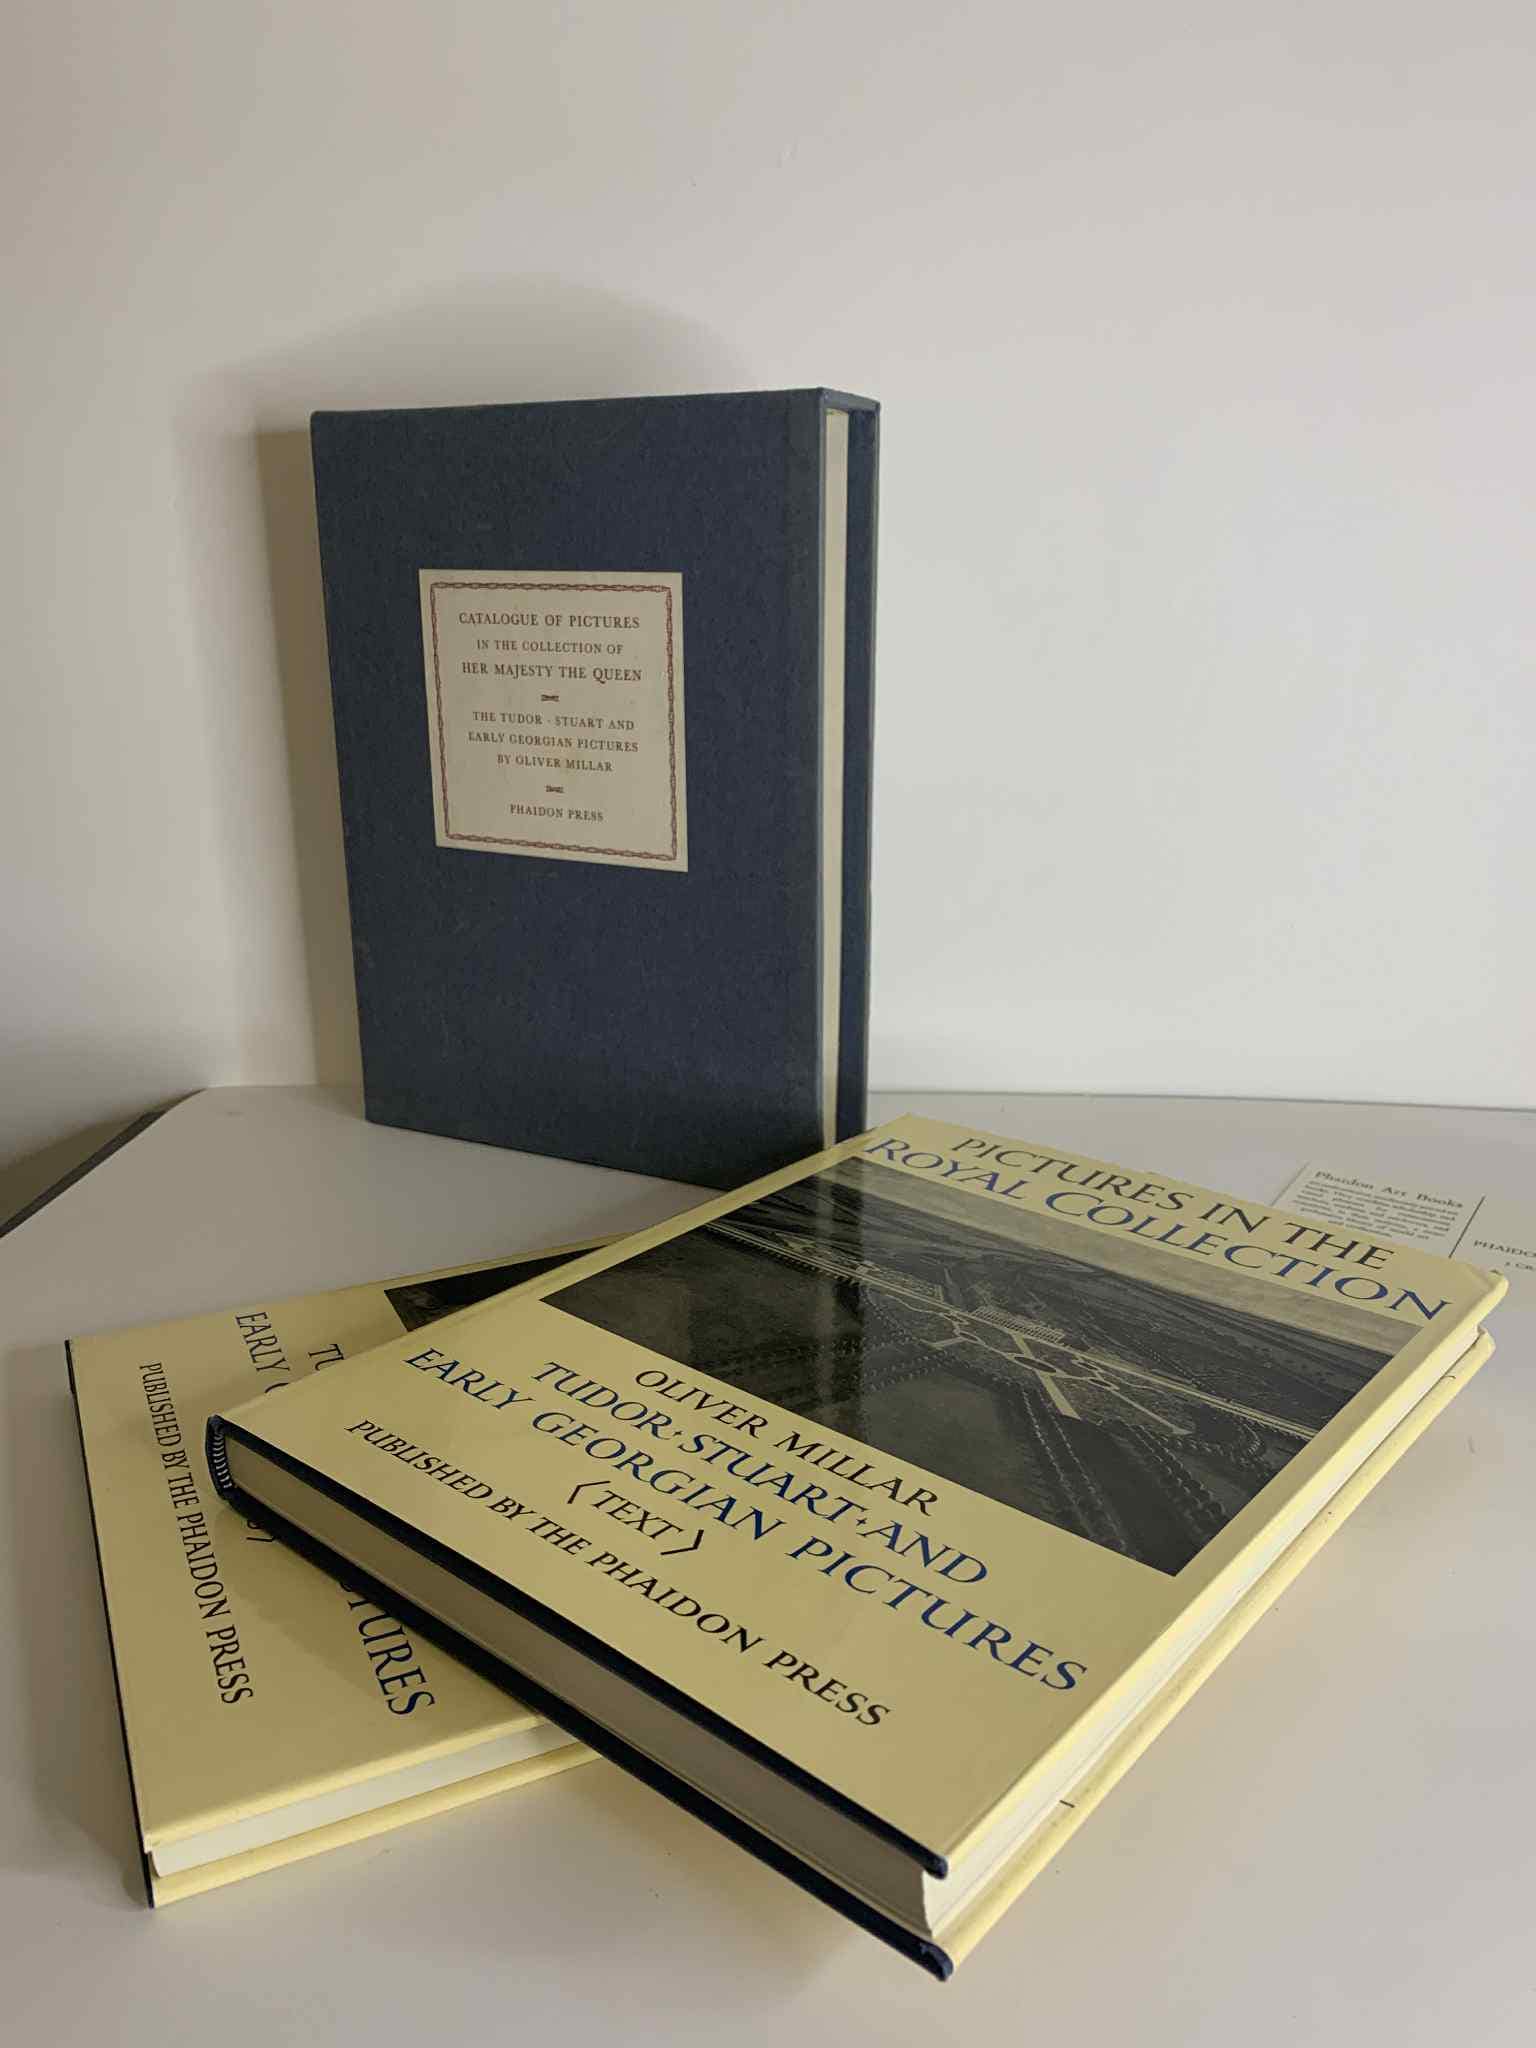 CATALOGUE OF PICTURES
IN THE COLLECTION OF
HER MAJESTY THE QUEEN
THE TUDOR · STUART AND
EARLY GEORGIAN PICTURES
BY OLIVER MILLAR
PHAIDON PRESS
PICTURES IN THE
ROYAL COLLECTION
OLIVER MILLAR
TUDOR · STUART · AND
EARLY GEORGIAN PICTURES
⟨TEXT⟩
PUBLISHED BY THE PHAIDON PRESS
EARLY
PUBLISHED BY THE PHAIDON PRESS
Phaidon Art Books